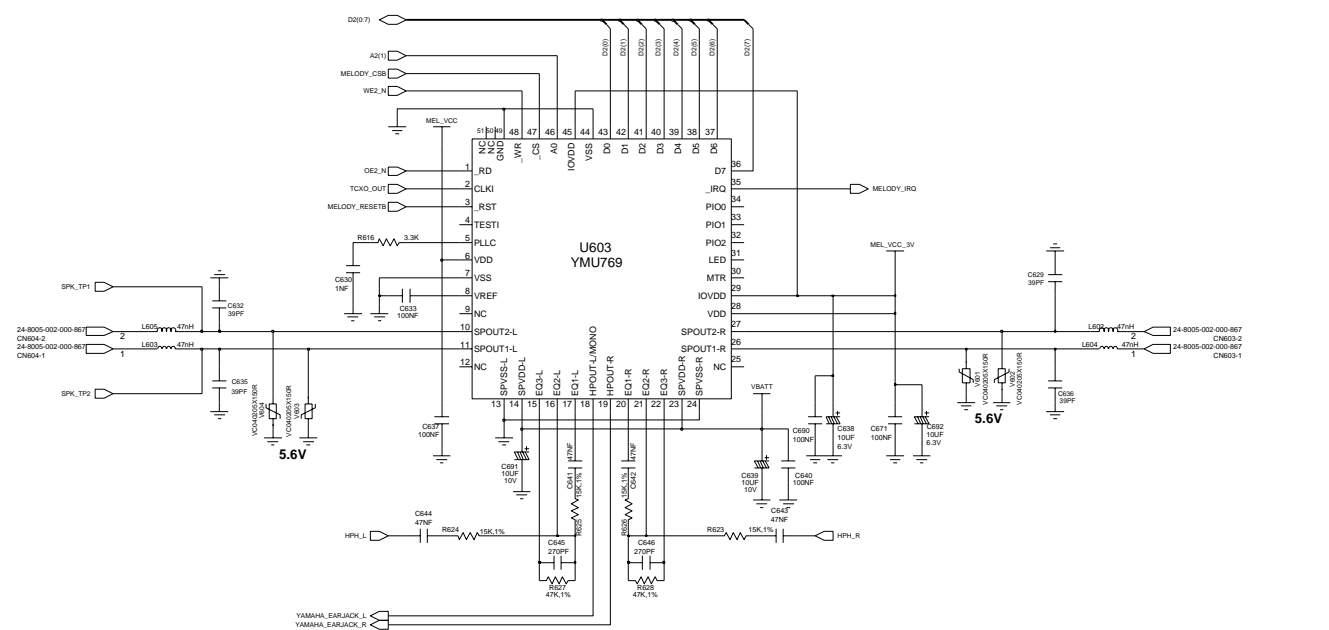 D2(0:7)
A2(1)
MELODY_CSB
WE2_N
D2(0)
D2(1)
D2(2)
D2(3)
D2(4)
D2(5)
D2(6)
D2(7)
MEL_VCC
51 50 49 48 47 46 45 44 43 42 41 40 39 38 37
NC NC GND _WR _CS A0 IOVDD VSS D0 D1 D2 D3 D4 D5 D6
OE2_N
1 _RD
D7 36
TCXO_OUT
2 CLKI
_IRQ 35
MELODY_IRQ
MELODY_RESETB
3 _RST
PIO0 34
4 TESTI
PIO1 33
R616 3.3K
5 PLLC
PIO2 32
U603
YMU769
6 VDD
LED 31
MEL_VCC_3V
C630
1NF
7 VSS
MTR 30
C629
39PF
SPK_TP1
8 VREF
IOVDD 29
C633
100NF
C632
39PF
9 NC
VDD 28
24-8005-002-000-867
CN604-2
2
L605 47nH
10 SPOUT2-L
SPOUT2-R 27
L602 47nH
2
24-8005-002-000-867
CN603-2
24-8005-002-000-867
CN604-1
1
L603 47nH
11 SPOUT1-L
SPOUT1-R 26
L604 47nH
1
24-8005-002-000-867
CN603-1
12 NC
NC 25
SPVSS-L SPVDD-L EQ3-L EQ2-L EQ1-L HPOUT-L/MONO HPOUT-R EQ1-R EQ2-R EQ3-R SPVDD-R SPVSS-R
13 14 15 16 17 18 19 20 21 22 23 24
SPK_TP2
C635
39PF
VC040205X150R
V604
VC040205X150R
V603
5.6V
V601
VC040205X150R
V602
VC040205X150R
5.6V
C636
39PF
VBATT
C637
100NF
C690
100NF
C638
10UF
6.3V
C671
100NF
C692
10UF
6.3V
C691
10UF
10V
47NF
C641
15K,1%
R625
47NF
C642
15K,1%
R626
C639
10UF
10V
C640
100NF
HPH_L
C644
47NF
R624 15K,1%
R623 15K,1%
C643
47NF
HPH_R
C645
270PF
C646
270PF
R627
47K,1%
R628
47K,1%
YAMAHA_EARJACK_L
YAMAHA_EARJACK_R